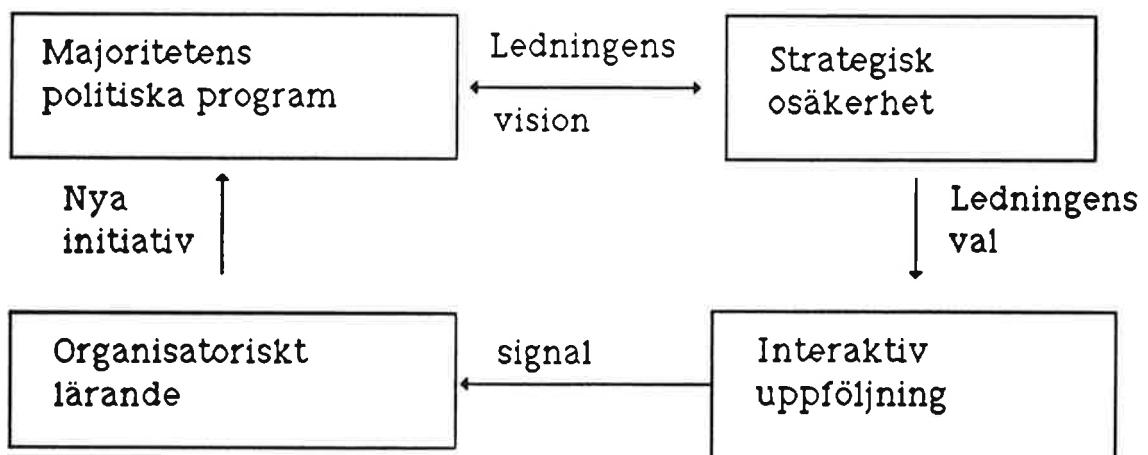 Majoritetens
politiska program
Ledningens
vision
Strategisk
osäkerhet
Nya
initiativ
Ledningens
val
Organisatoriskt
lärande
signal
Interaktiv
uppföljning